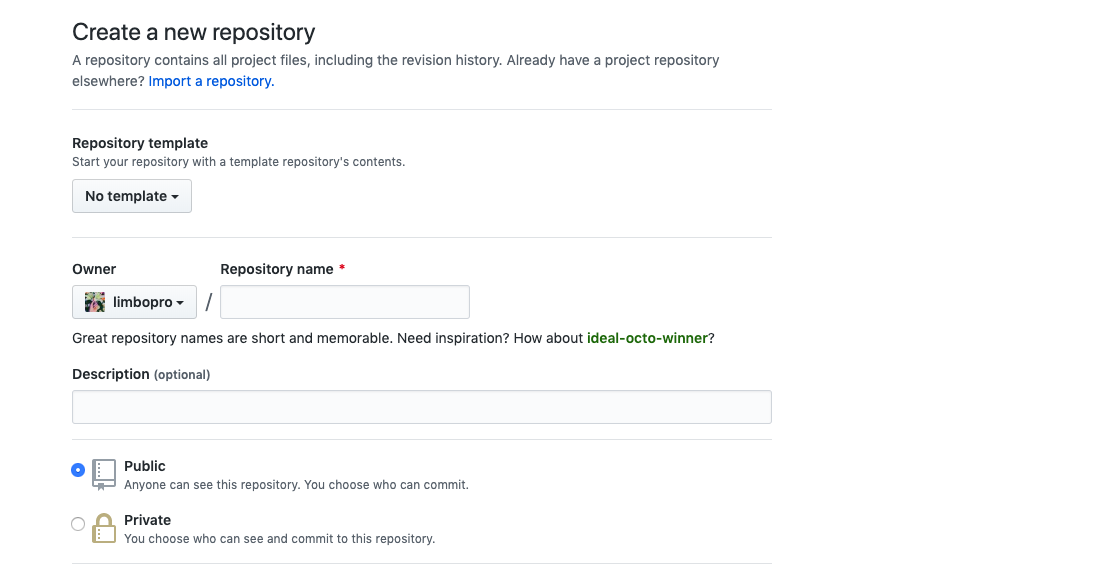 Create a new repository
A repository contains all project files, including the revision history. Already have a project repository
elsewhere? Import a repository.
Repository template
Start your repository with a template repository's contents.
No template
Owner
Repository name *
limbopro
/
Great repository names are short and memorable. Need inspiration? How about ideal-octo-winner?
Description (optional)
Public
Anyone can see this repository. You choose who can commit.
Private
You choose who can see and commit to this repository.